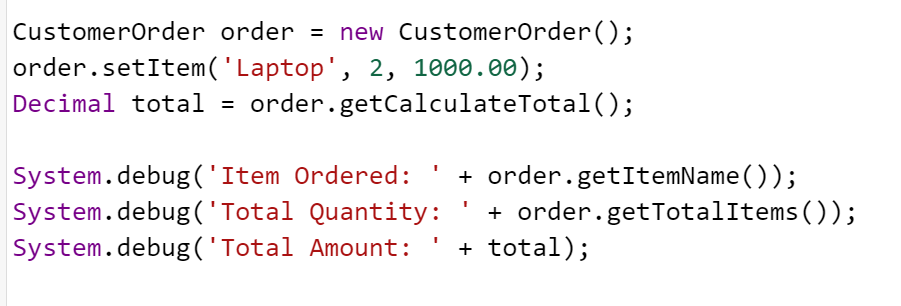 CustomerOrder order = new CustomerOrder();
order.setItem('Laptop', 2, 1000.00);
Decimal total = order.getCalculateTotal();
System.debug('Item Ordered: ' + order.getItemName());
System.debug('Total Quantity: ' + order.getTotalItems());
System.debug('Total Amount: ' + total);